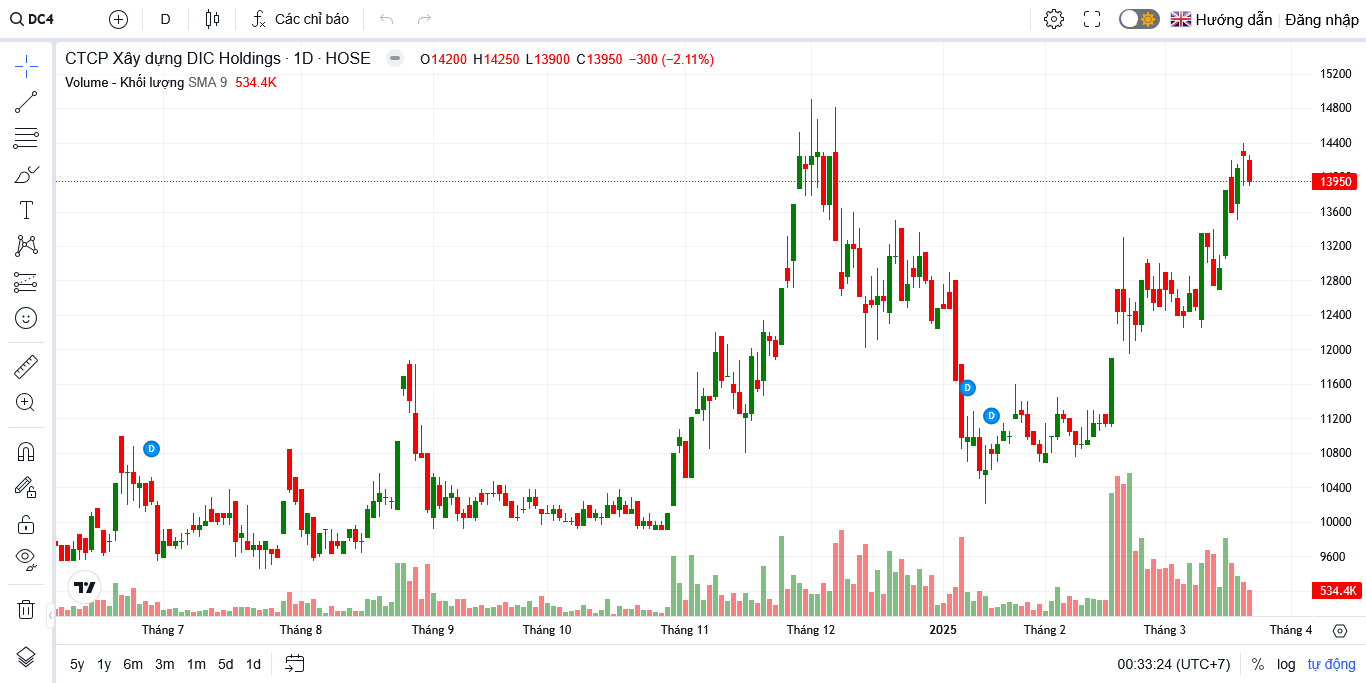 DC4 D Các chỉ báo Hướng dẫn Đăng nhập
CTCP Xây dựng DIC Holdings · 1D · HOSE O14200 H14250 L13900 C13950 −300 (−2.11%)
Volume - Khối lượng SMA 9 534.4K
15200
14800
14400
13950
13600
13200
12800
12400
12000
11600
11200
10800
10400
10000
9600
534.4K
D
D
D
Tháng 7 Tháng 8 Tháng 9 Tháng 10 Tháng 11 Tháng 12 2025 Tháng 2 Tháng 3 Tháng 4
5y 1y 6m 3m 1m 5d 1d 00:33:24 (UTC+7) % log tự động